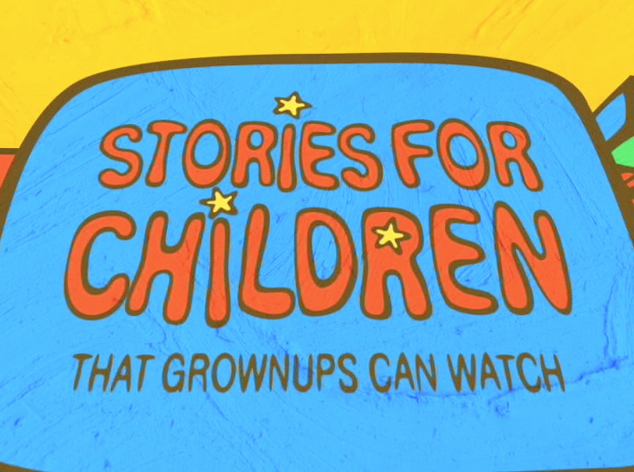 STORIES FOR
CHiLDREN
THAT GROWNUPS CAN WATCH